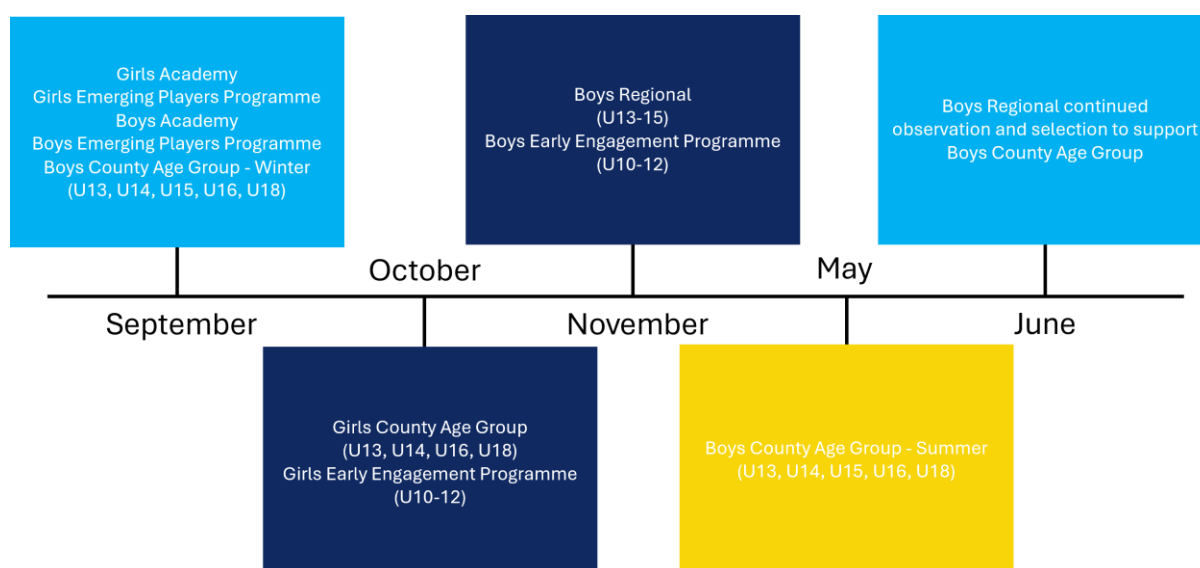 Girls Academy
Girls Emerging Players Programme
Boys Academy
Boys Emerging Players Programme
Boys County Age Group - Winter
(U13, U14, U15, U16, U18)
September
October
Girls County Age Group
(U13, U14, U16, U18)
Girls Early Engagement Programme
(U10-12)
Boys Regional
(U13-15)
Boys Early Engagement Programme
(U10-12)
November
May
Boys County Age Group - Summer
(U13, U14, U15, U16, U18)
Boys Regional continued
observation and selection to support
Boys County Age Group
June